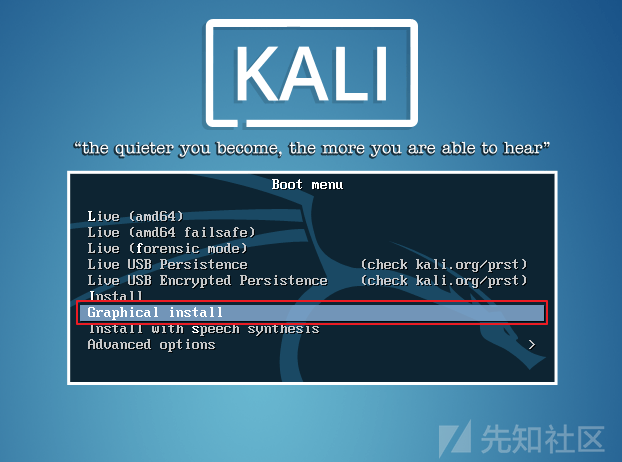 KALI
“the quieter you become, the more you are able to hear”
Boot menu
Live (amd64)
Live (amd64 failsafe)
Live (forensic mode)
Live USB Persistence (check kali.org/prst)
Live USB Encrypted Persistence (check kali.org/prst)
Install
Graphical install
Install with speech synthesis
Advanced options >
先知社区